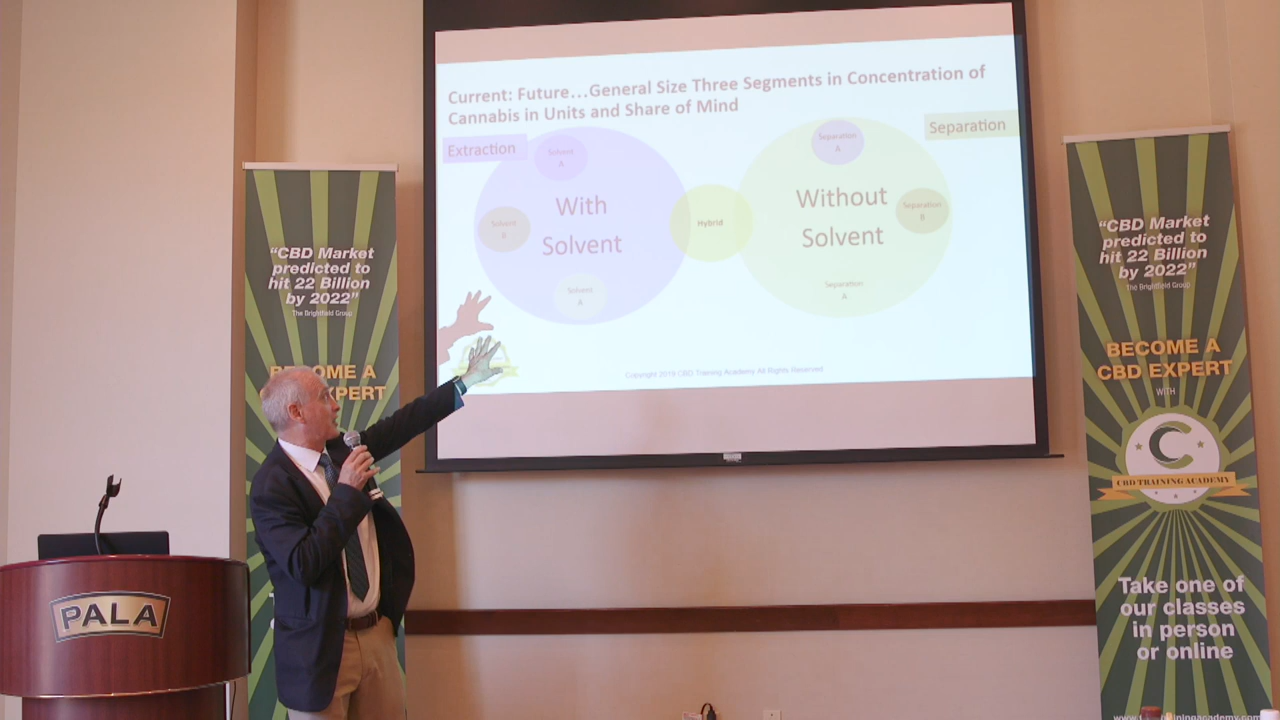 Current: Future...General Size Three Segments in Concentration of
Cannabis in Units and Share of Mind
Extraction
Solvent
A
With
Solvent
Solvent
Solvent
A
Hybrid
Separation
Separation
A
Without
Solvent
Separation
B
Separation
A
Copyright 2019 CBD Training Academy All Rights Reserved
"CBD Market
predicted to
hit 22 Billion
by 2022"
The Brightfield Group
BECOME A
EXPERT
PALA
"CBD Market
predicted to
hit 22 Billion
by 2022"
The Brightfield Group
BECOME A
CBD EXPERT
WITH
C
CBD TRAINING ACADEMY
Take one of
our classes
in person
or online